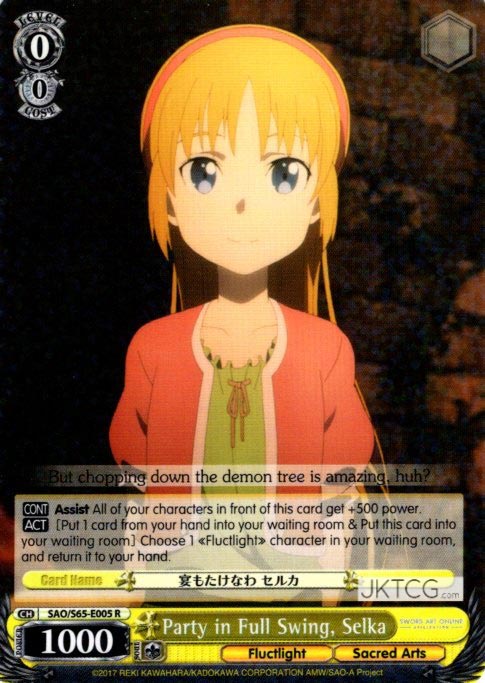 LEVEL
0
0
COST
But chopping down the demon tree is amazing, huh?
CONT Assist All of your characters in front of this card get +500 power.
ACT [Put 1 card from your hand into your waiting room & Put this card into
your waiting room] Choose 1 «Fluctlight» character in your waiting room,
and return it to your hand.
Card Name 宴もたけなわ セルカ
JKTCG.com
CH SAO/S65-E005 R
POWER 1000 SOUL
Party in Full Swing, Selka
SWORD ART ONLINE
ALICIZATION
Fluctlight Sacred Arts
©2017 REKI KAWAHARA/KADOKAWA CORPORATION AMW/SAO-A Project